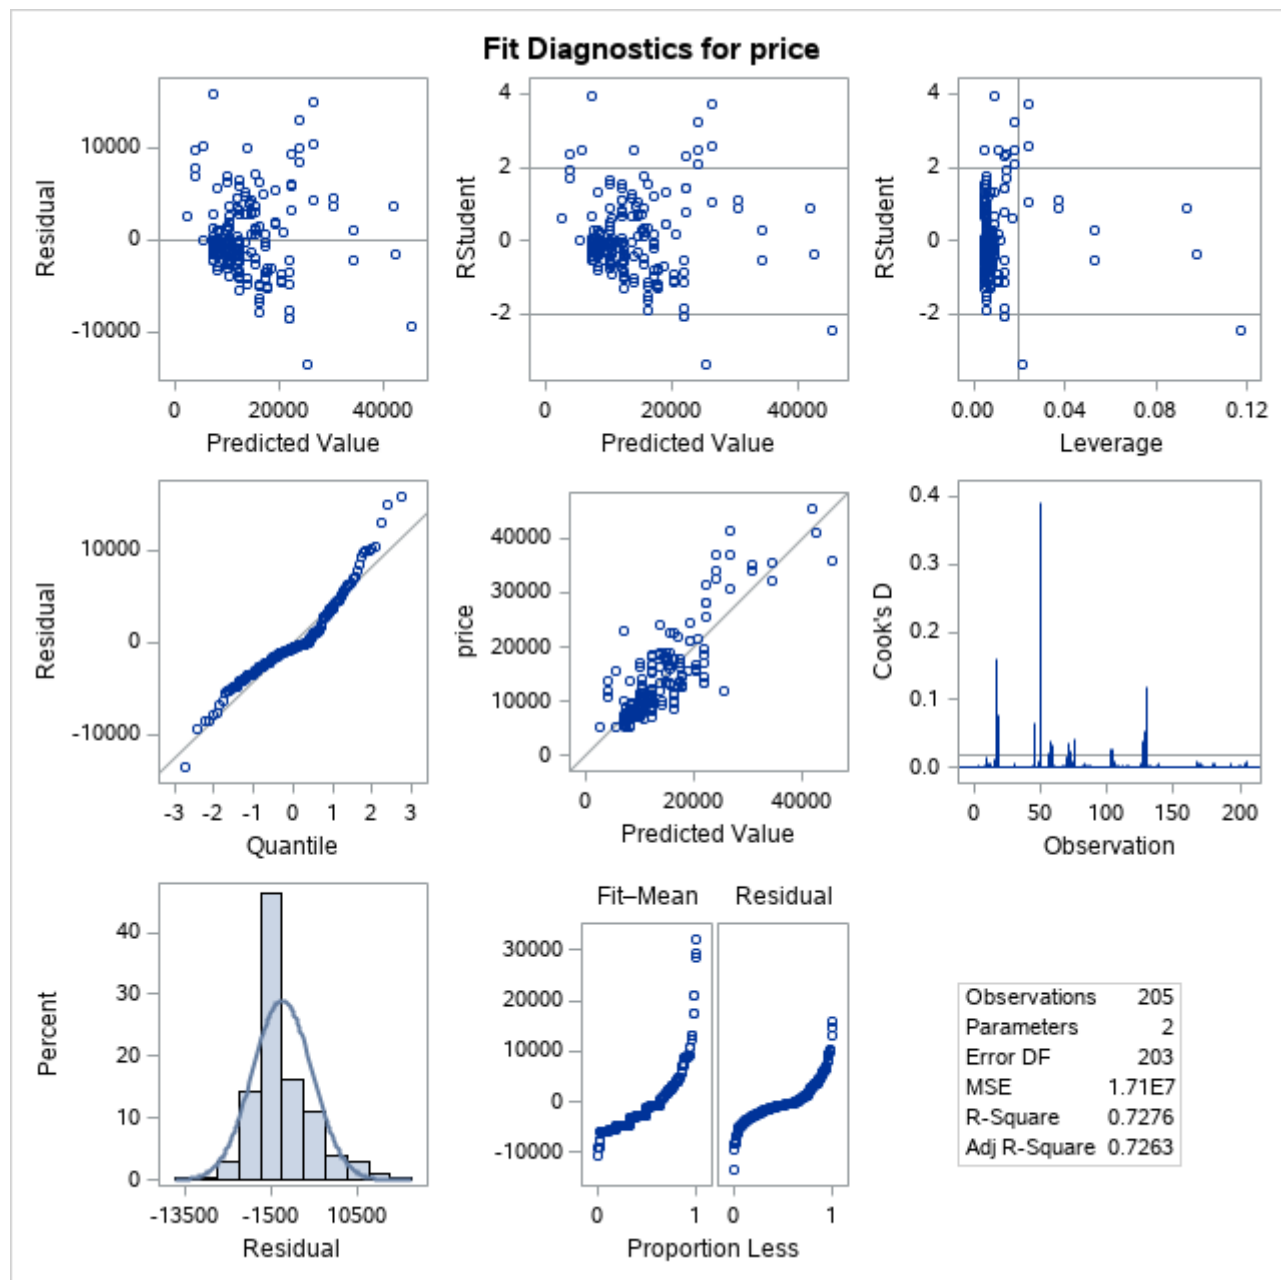 Fit Diagnostics for price
Residual
10000
0
-10000
0 20000 40000
Predicted Value
RStudent
4
2
0
-2
0 20000 40000
Predicted Value
RStudent
4
2
0
-2
0.00 0.04 0.08 0.12
Leverage
Residual
10000
0
-10000
-3 -2 -1 0 1 2 3
Quantile
price
40000
30000
20000
10000
0
0 20000 40000
Predicted Value
Cook's D
0.4
0.3
0.2
0.1
0.0
0 50 100 150 200
Observation
Percent
40
30
20
10
0
-13500 -1500 10500
Residual
Fit–Mean Residual
30000
20000
10000
0
-10000
0 1 0 1
Proportion Less
Observations 205
Parameters 2
Error DF 203
MSE 1.71E7
R-Square 0.7276
Adj R-Square 0.7263